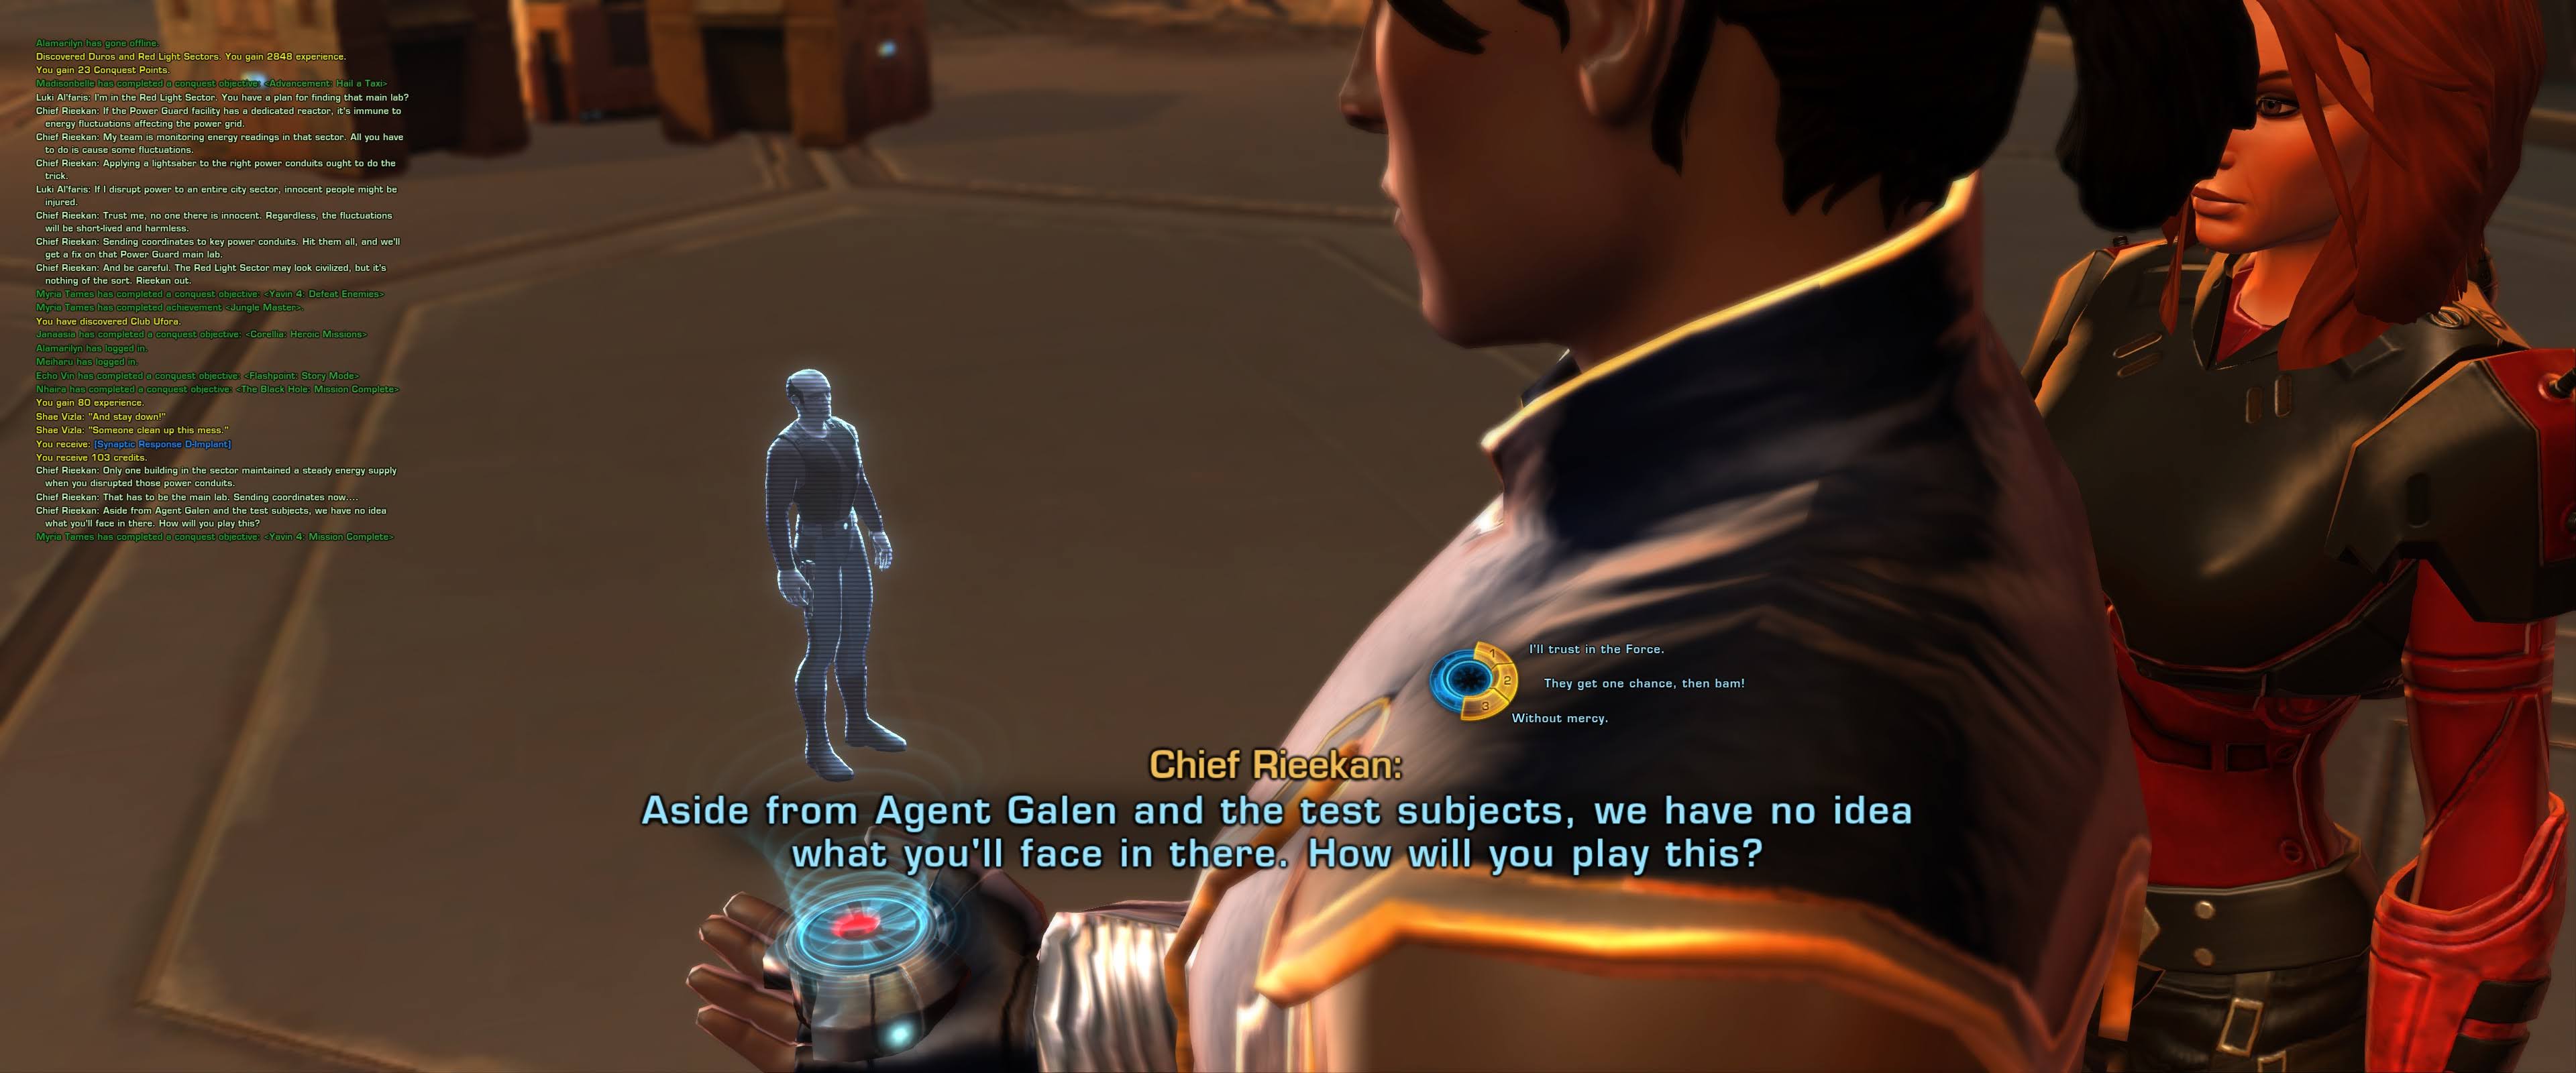 Alamarilyn has gone offline.
Discovered Duros and Red Light Sectors. You gain 2848 experience.
You gain 23 Conquest Points.
Madisonbelle has completed a conquest objective: <Advancement: Hail a Taxi>
Luki Al'faris: I'm in the Red Light Sector. You have a plan for finding that main lab?
Chief Rieekan: If the Power Guard facility has a dedicated reactor, it's immune to
energy fluctuations affecting the power grid.
Chief Rieekan: My team is monitoring energy readings in that sector. All you have
to do is cause some fluctuations.
Chief Rieekan: Applying a lightsaber to the right power conduits ought to do the
trick.
Luki Al'faris: If I disrupt power to an entire city sector, innocent people might be
injured.
Chief Rieekan: Trust me, no one there is innocent. Regardless, the fluctuations
will be short-lived and harmless.
Chief Rieekan: Sending coordinates to key power conduits. Hit them all, and we'll
get a fix on that Power Guard main lab.
Chief Rieekan: And be careful. The Red Light Sector may look civilized, but it's
nothing of the sort. Rieekan out.
Myria Tames has completed a conquest objective: <Yavin 4: Defeat Enemies>
Myria Tames has completed achievement <Jungle Master>.
You have discovered Club Ufora.
Janaasia has completed a conquest objective: <Corellia: Heroic Missions>
Alamarilyn has logged in.
Meiharu has logged in.
Echo Vin has completed a conquest objective: <Flashpoint: Story Mode>
Nhaira has completed a conquest objective: <The Black Hole: Mission Complete>
You gain 80 experience.
Shae Vizla: "And stay down!"
Shae Vizla: "Someone clean up this mess."
You receive: [Synaptic Response D-Implant]
You receive 103 credits.
Chief Rieekan: Only one building in the sector maintained a steady energy supply
when you disrupted those power conduits.
Chief Rieekan: That has to be the main lab. Sending coordinates now....
Chief Rieekan: Aside from Agent Galen and the test subjects, we have no idea
what you'll face in there. How will you play this?
Myria Tames has completed a conquest objective: <Yavin 4: Mission Complete>
1 I'll trust in the Force.
2 They get one chance, then bam!
3 Without mercy.
Chief Rieekan:
Aside from Agent Galen and the test subjects, we have no idea
what you'll face in there. How will you play this?